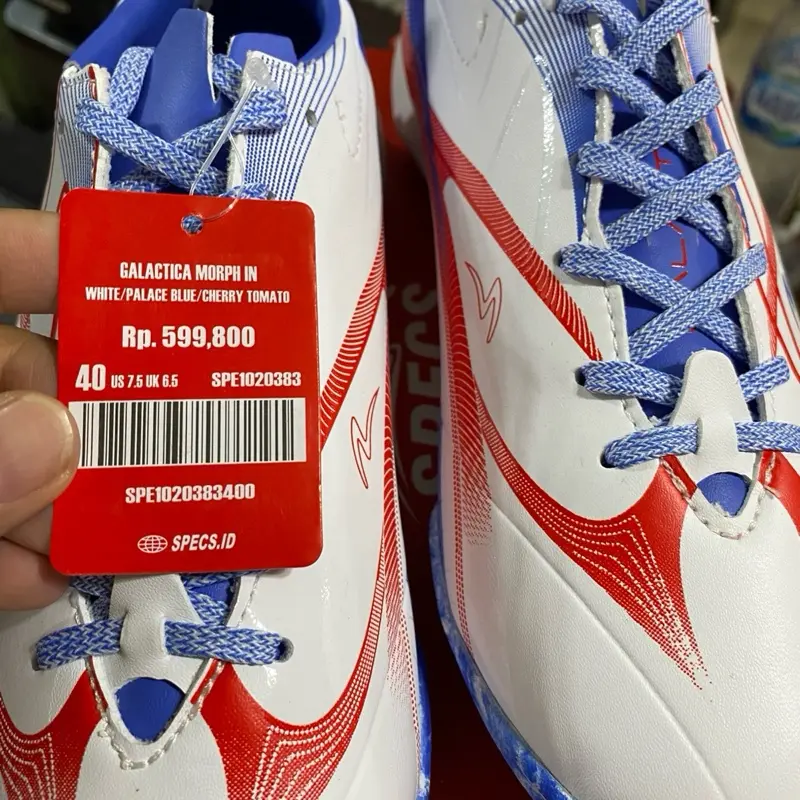 GALACTICA MORPH IN
WHITE/PALACE BLUE/CHERRY TOMATO
Rp. 599,800
40 US 7.5 UK 6.5 SPE1020383
SPE1020383400
SPECS.ID
SPECS